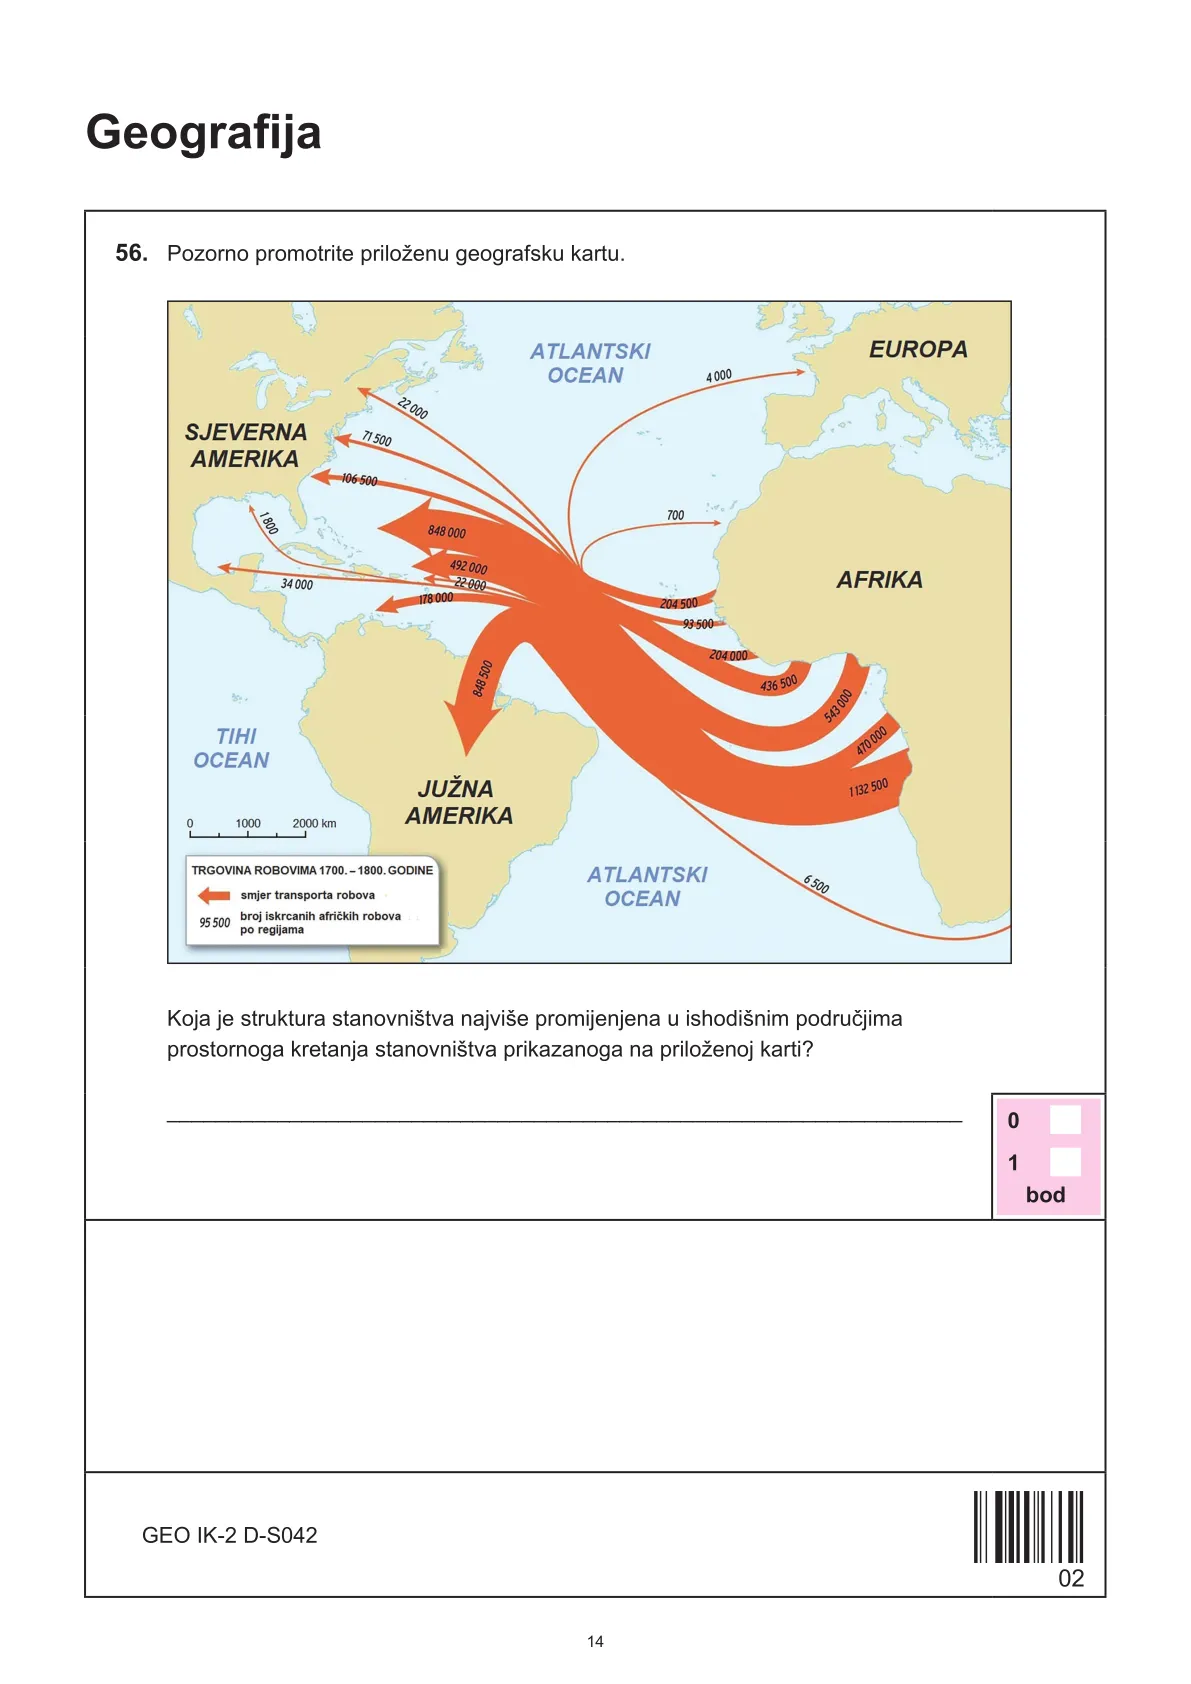 Geografija
56. Pozorno promotrite priloženu geografsku kartu.
ATLANTSKI
OCEAN
EUROPA
4 000
22 000
SJEVERNA
AMERIKA
71 500
106 500
1 800
848 000
700
492 000
34 000
22 000
178 000
AFRIKA
204 500
93 500
204 000
436 500
848 500
543 000
470 000
1 132 500
TIHI
OCEAN
JUŽNA
AMERIKA
0 1000 2000 km
ATLANTSKI
OCEAN
6 500
TRGOVINA ROBOVIMA 1700. – 1800. GODINE
smjer transporta robova
95 500 broj iskrcanih afričkih robova
po regijama
Koja je struktura stanovništva najviše promijenjena u ishodišnim područjima
prostornoga kretanja stanovništva prikazanoga na priloženoj karti?
0
1
bod
GEO IK-2 D-S042
02
14